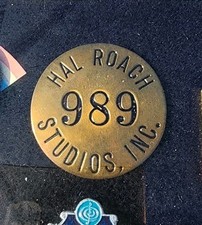 HAL ROACH
989
STUDIOS, INC.